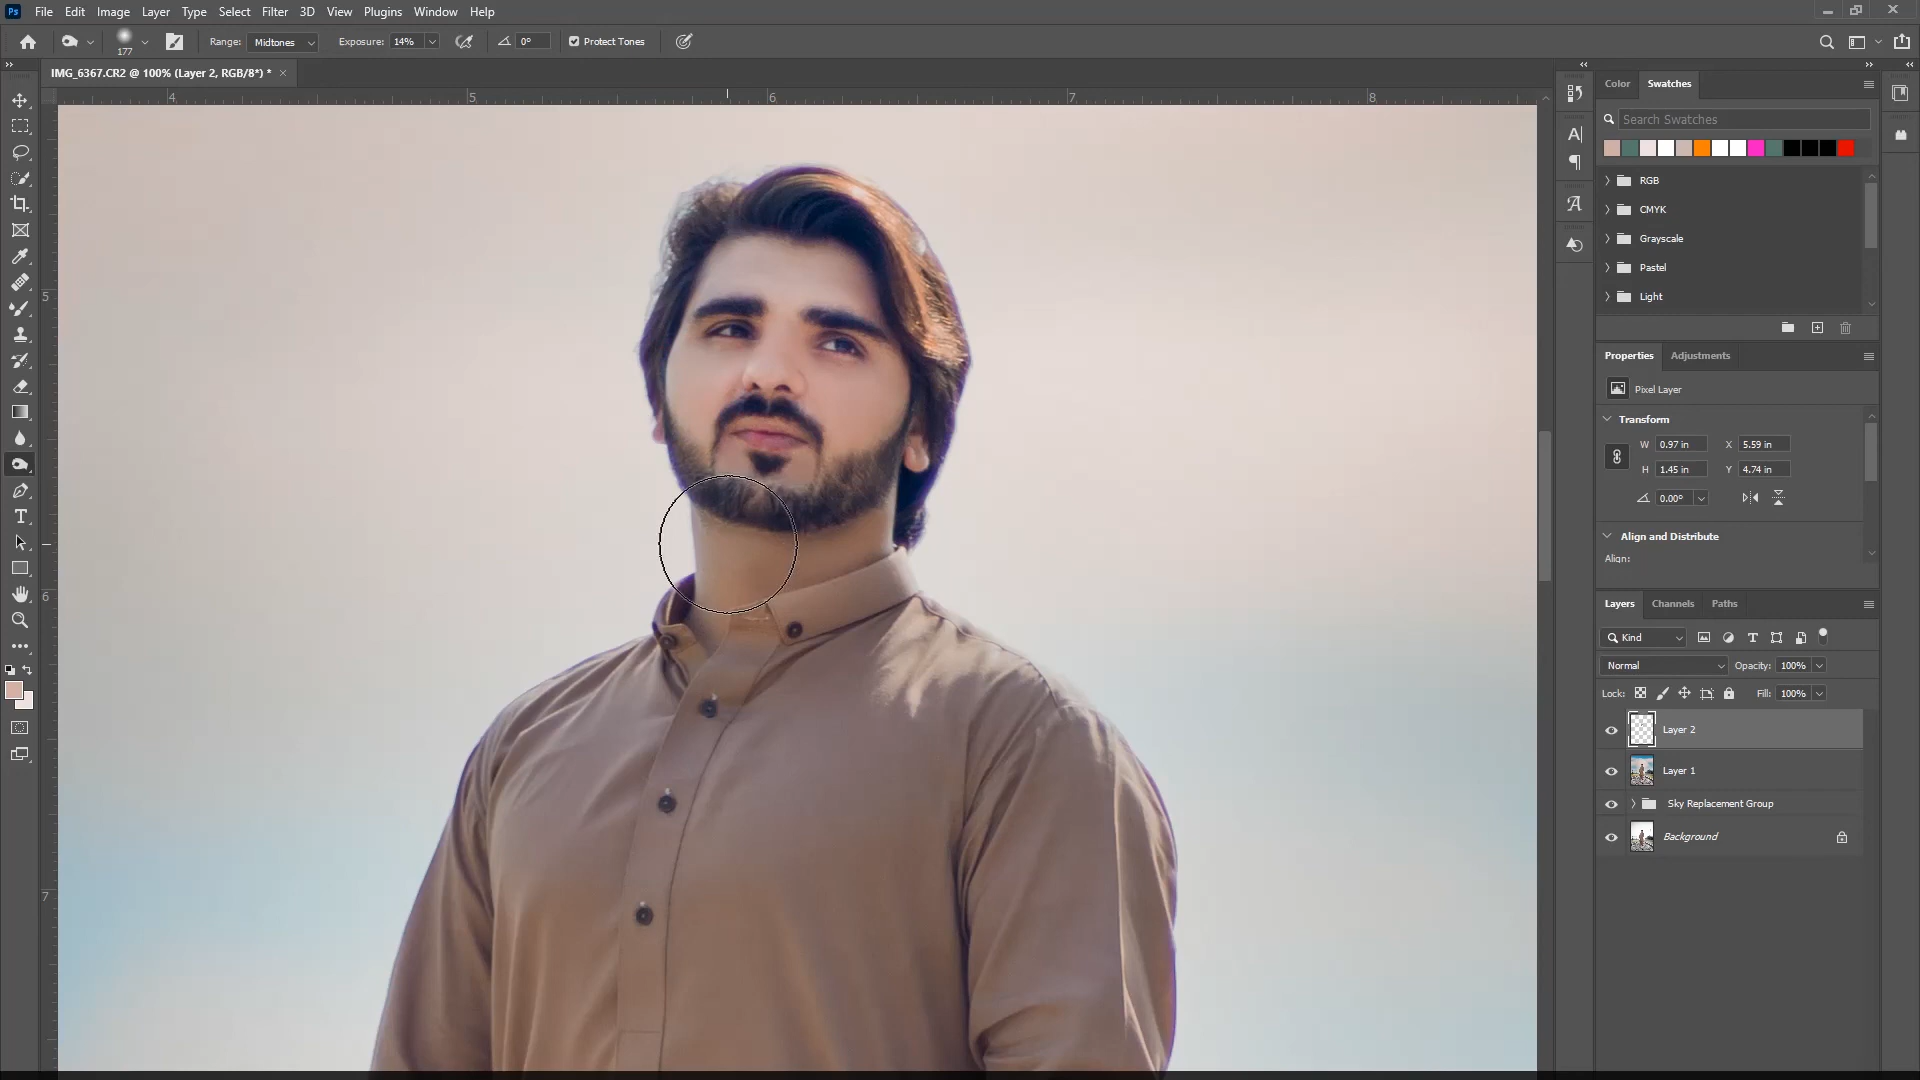 Ps File Edit Image Layer Type Select Filter 3D View Plugins Window Help
177 Range: Midtones Exposure: 14% 0° Protect Tones
IMG_6367.CR2 @ 100% (Layer 2, RGB/8*) * ×
4 5 6 7 8
5
6
7
Color Swatches
Search Swatches
RGB
CMYK
Grayscale
Pastel
Light
Properties Adjustments
Pixel Layer
Transform
W 0.97 in X 5.59 in
H 1.45 in Y 4.74 in
0.00°
Align and Distribute
Align:
Layers Channels Paths
Kind
Normal Opacity: 100%
Lock: Fill: 100%
Layer 2
Layer 1
Sky Replacement Group
Background